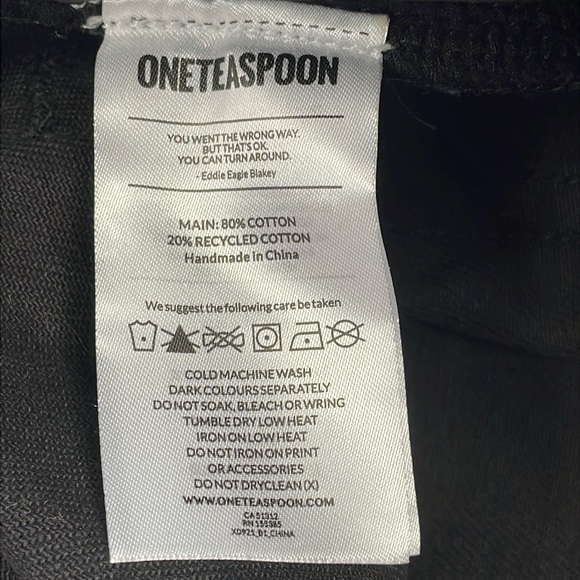 ONETEASPOON
YOU WENT THE WRONG WAY.
BUT THAT'S OK.
YOU CAN TURN AROUND.
- Eddie Eagle Blakey
MAIN: 80% COTTON
20% RECYCLED COTTON
Handmade in China
We suggest the following care be taken
COLD MACHINE WASH
DARK COLOURS SEPARATELY
DO NOT SOAK, BLEACH OR WRING
TUMBLE DRY LOW HEAT
IRON ON LOW HEAT
DO NOT IRON ON PRINT
OR ACCESSORIES
DO NOT DRYCLEAN (X)
WWW.ONETEASPOON.COM
CA 51312
RN 155385
X0921_B1_CHINA